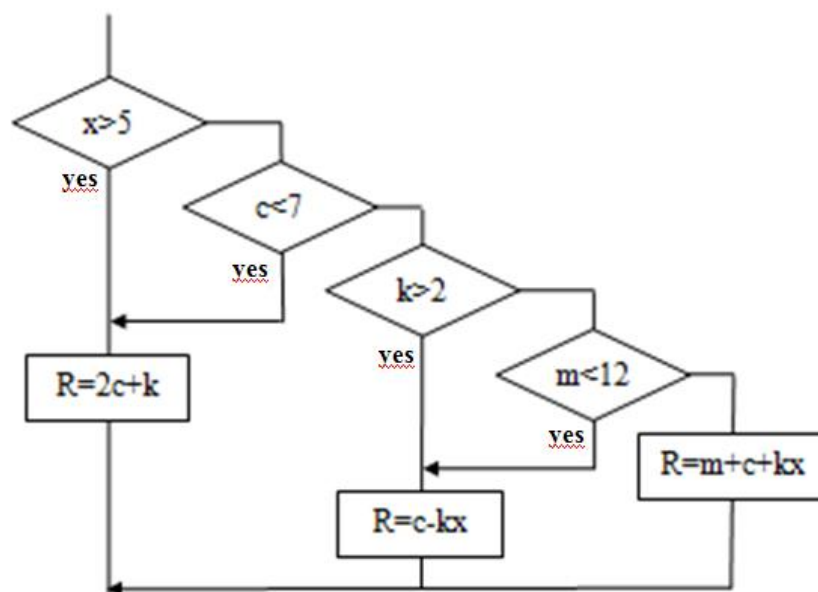 x>5
yes
c<7
yes
k>2
yes
m<12
yes
R=2c+k
R=m+c+kx
R=c-kx